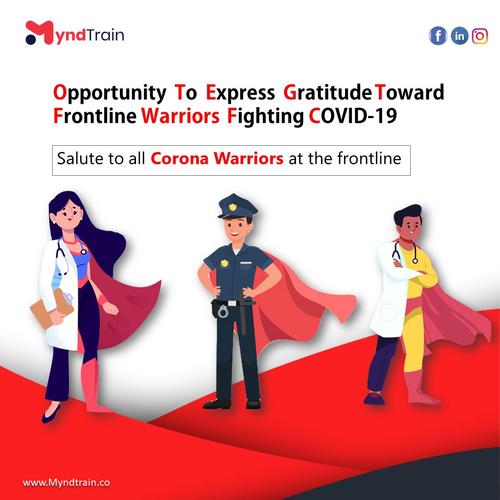 MyndTrain
f in
Opportunity To Express Gratitude Toward
Frontline Warriors Fighting COVID-19
Salute to all Corona Warriors at the frontline
www.Myndtrain.co